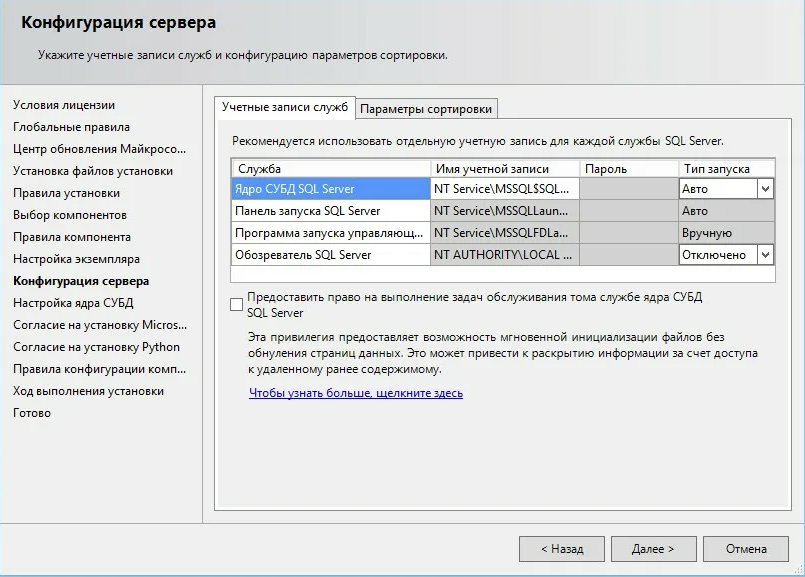 Конфигурация сервера
Укажите учетные записи служб и конфигурацию параметров сортировки.
Условия лицензии
Глобальные правила
Центр обновления Майкросо...
Установка файлов установки
Правила установки
Выбор компонентов
Правила компонента
Настройка экземпляра
Конфигурация сервера
Настройка ядра СУБД
Согласие на установку Micros...
Согласие на установку Python
Правила конфигурации комп...
Ход выполнения установки
Готово
Учетные записи служб Параметры сортировки
Рекомендуется использовать отдельную учетную запись для каждой службы SQL Server.
Служба Имя учетной записи Пароль Тип запуска
Ядро СУБД SQL Server NT Service\MSSQL$SQL... Авто
Панель запуска SQL Server NT Service\MSSQLLaun... Авто
Программа запуска управляющ... NT Service\MSSQLFDLa... Вручную
Обозреватель SQL Server NT AUTHORITY\LOCAL ... Отключено
Предоставить право на выполнение задач обслуживания тома службе ядра СУБД
SQL Server
Эта привилегия предоставляет возможность мгновенной инициализации файлов без
обнуления страниц данных. Это может привести к раскрытию информации за счет доступа
к удаленному ранее содержимому.
Чтобы узнать больше, щелкните здесь
< Назад Далее > Отмена